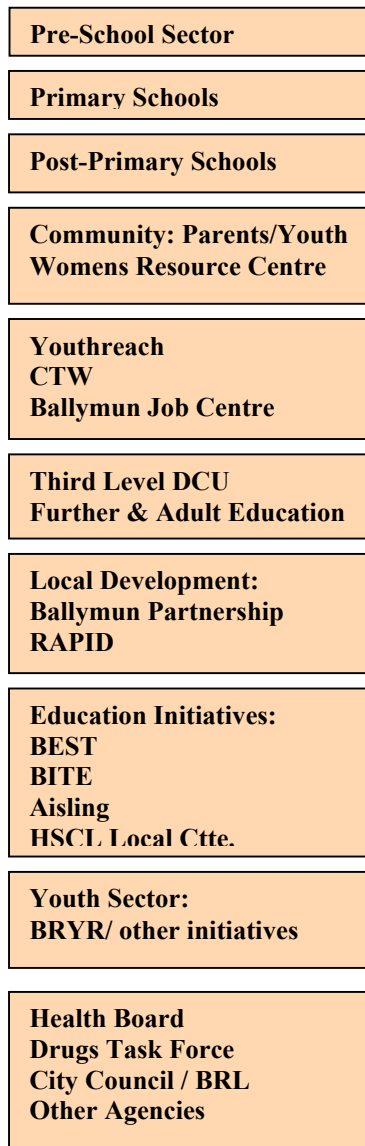 Pre-School Sector
Primary Schools
Post-Primary Schools
Community: Parents/Youth
Womens Resource Centre
Youthreach
CTW
Ballymun Job Centre
Third Level DCU
Further & Adult Education
Local Development:
Ballymun Partnership
RAPID
Education Initiatives:
BEST
BITE
Aisling
HSCL Local Ctte.
Youth Sector:
BRYR/ other initiatives
Health Board
Drugs Task Force
City Council / BRL
Other Agencies